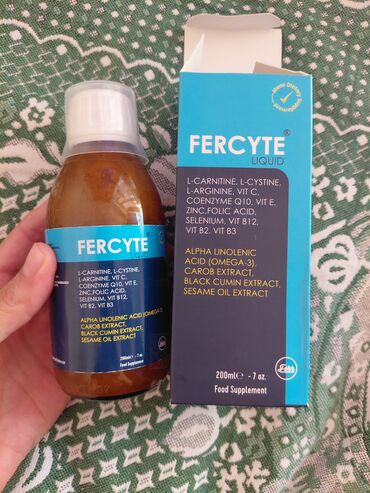 FERCYTE
L-CARNITINE, L-CYSTINE,
L-ARGININE, VIT C,
COENZYME Q10, VIT E,
ZINC,FOLIC ACID,
SELENIUM, VIT B12,
VIT B2, VIT B3
ALPHA LINOLENIC ACID (OMEGA-3)
CAROB EXTRACT,
BLACK CUMIN EXTRACT,
SESAME OIL EXTRACT
200ml ℮ - 7 oz.
Food Supplement
FERCYTE®
LIQUID
L-CARNITINE, L-CYSTINE,
L-ARGININE, VIT C,
COENZYME Q10, VIT E,
ZINC,FOLIC ACID,
SELENIUM, VIT B12,
VIT B2, VIT B3
ALPHA LINOLENIC
ACID (OMEGA-3),
CAROB EXTRACT,
BLACK CUMIN EXTRACT,
SESAME OIL EXTRACT
200ml ℮ - 7 oz.
Food Supplement